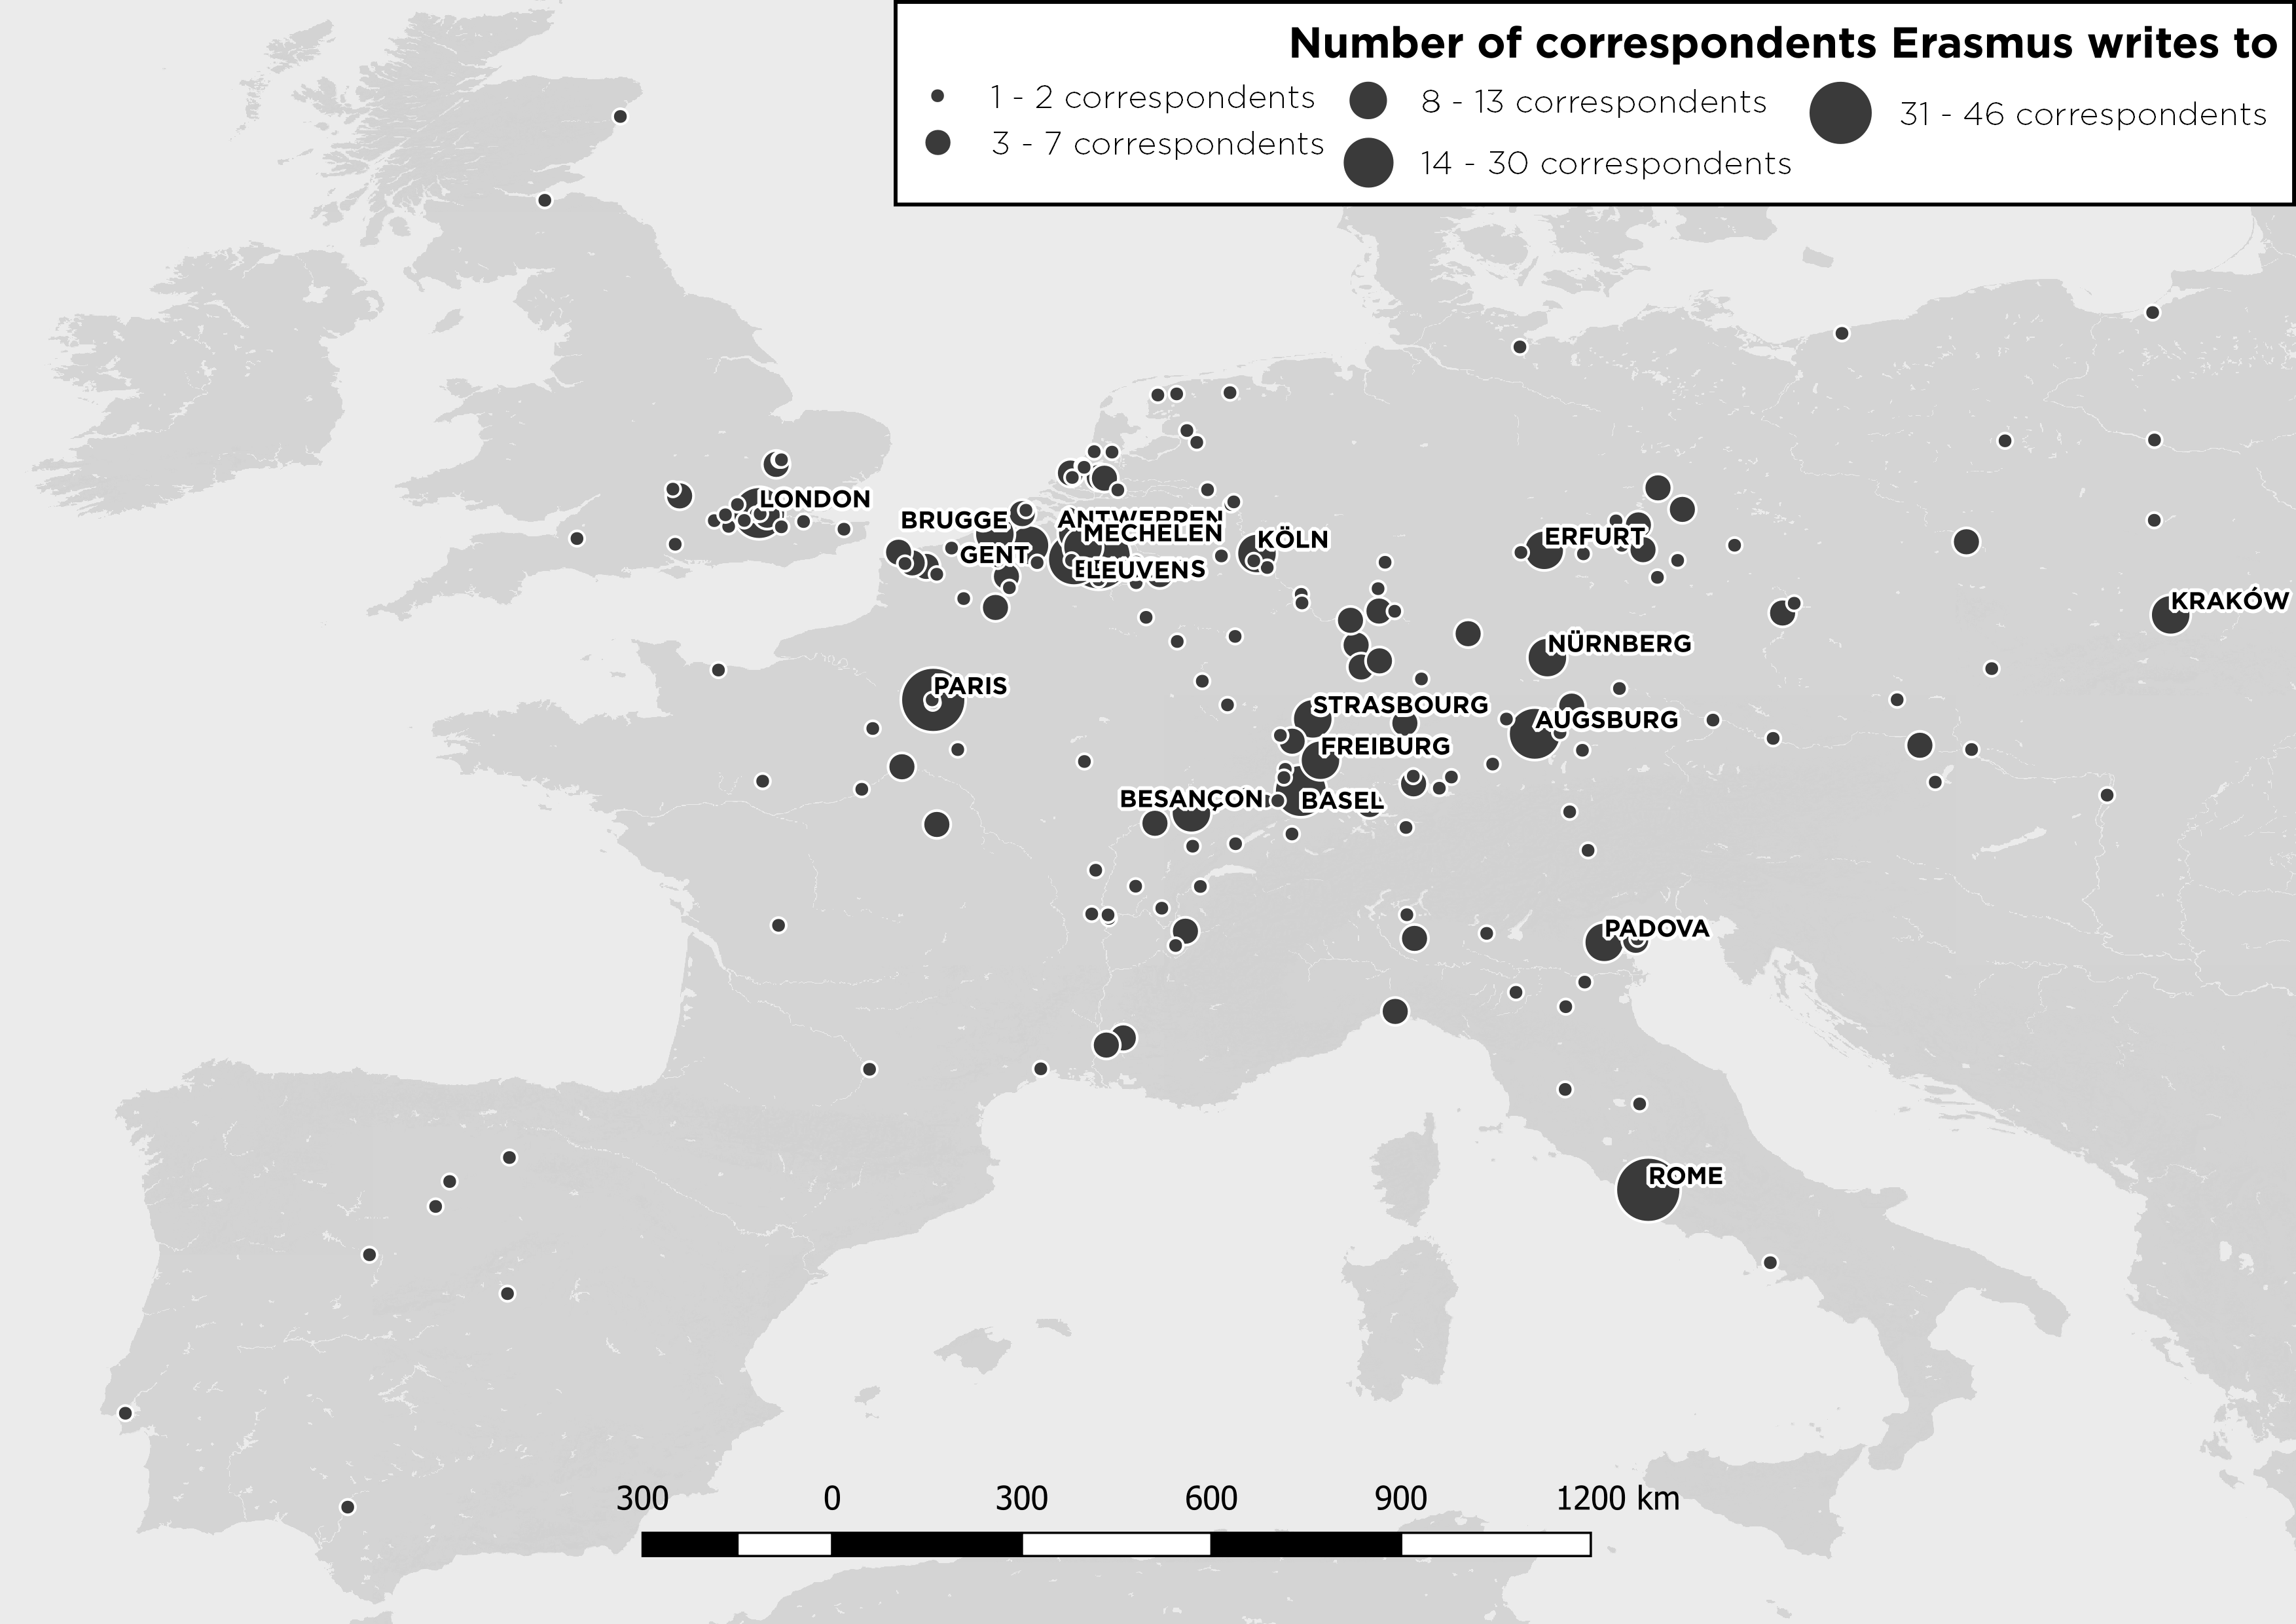 Number of correspondents Erasmus writes to
1 - 2 correspondents
3 - 7 correspondents
8 - 13 correspondents
14 - 30 correspondents
31 - 46 correspondents
LONDON
BRUGGE
ANTWERPEN
MECHELEN
GENT
KÖLN
ERFURT
LEUVEN
KRAKÓW
NÜRNBERG
PARIS
STRASBOURG
AUGSBURG
FREIBURG
BESANÇON
BASEL
PADOVA
ROME
300 0 300 600 900 1200 km